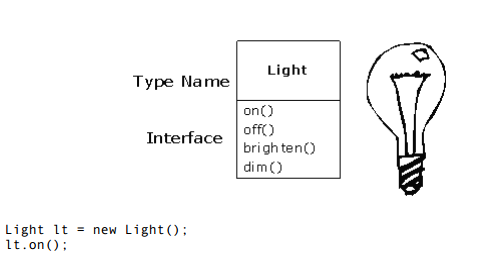 Light
Type Name
on()
off()
Interface
brighten()
dim()
Light lt = new Light();
lt.on();